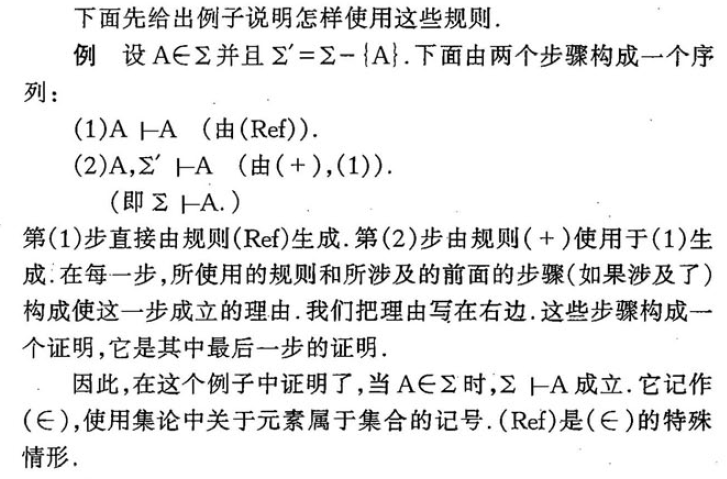 下面先给出例子说明怎样使用这些规则.
例 设 A∈Σ 并且 Σ′=Σ-{A}.下面由两个步骤构成一个序
列:
(1)A ⊢A (由(Ref)).
(2)A,Σ′ ⊢A (由(+),(1)).
(即 Σ ⊢A.)
第(1)步直接由规则(Ref)生成.第(2)步由规则(+)使用于(1)生
成.在每一步,所使用的规则和所涉及的前面的步骤(如果涉及了)
构成使这一步成立的理由.我们把理由写在右边.这些步骤构成一
个证明,它是其中最后一步的证明.
因此,在这个例子中证明了,当 A∈Σ 时,Σ ⊢A 成立.它记作
(∈),使用集论中关于元素属于集合的记号.(Ref)是(∈)的特殊
情形.